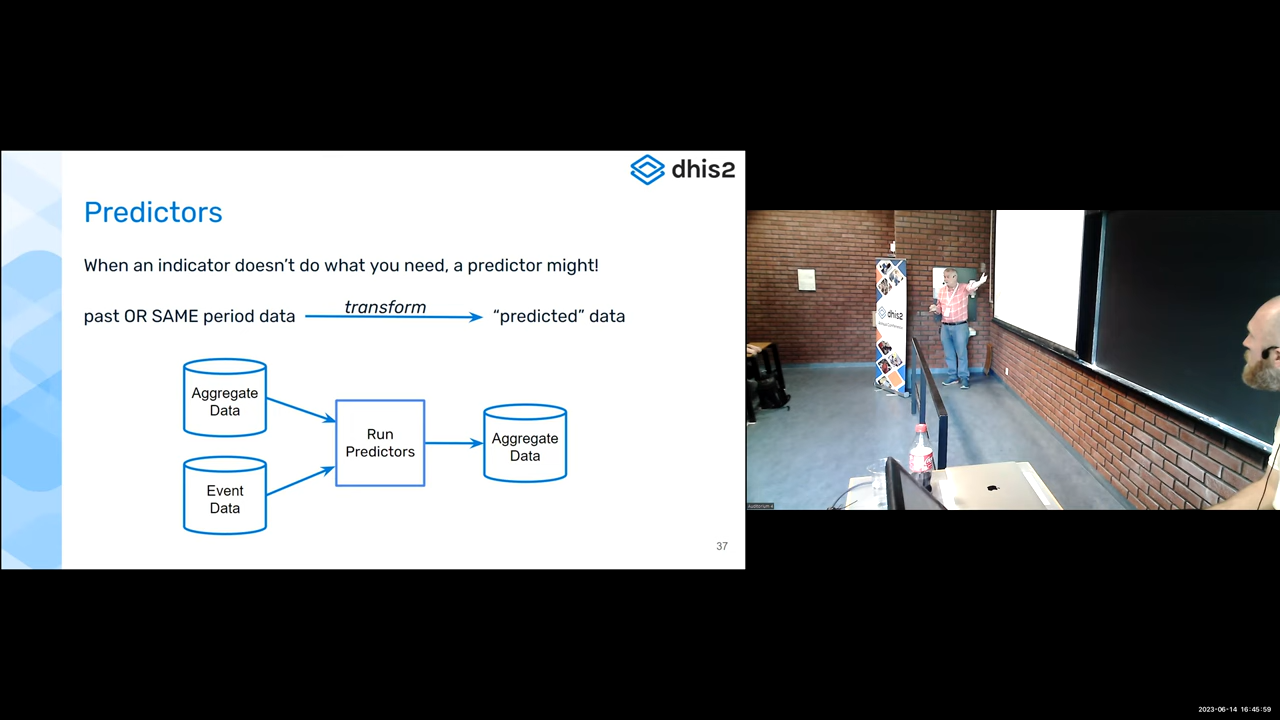 dhis2
Predictors
When an indicator doesn’t do what you need, a predictor might!
transform
past OR SAME period data
“predicted” data
Aggregate
Data
Event
Data
Run
Predictors
Aggregate
Data
37
dhis2
2023-06-14 16:45:59